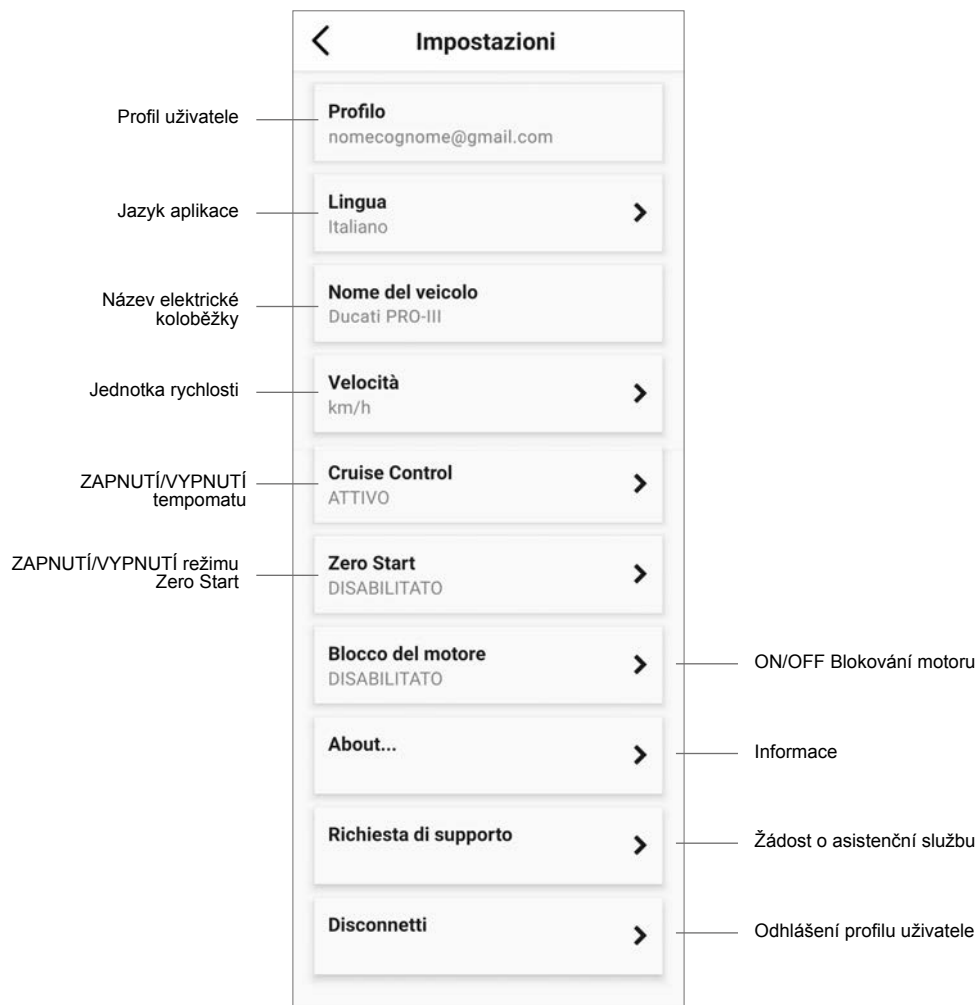 Impostazioni
Profil uživatele
Profilo
nomecognome@gmail.com
Jazyk aplikace
Lingua
Italiano
Název elektrické
koloběžky
Nome del veicolo
Ducati PRO-III
Jednotka rychlosti
Velocità
km/h
ZAPNUTÍ/VYPNUTÍ
tempomatu
Cruise Control
ATTIVO
ZAPNUTÍ/VYPNUTÍ režimu
Zero Start
Zero Start
DISABILITATO
Blocco del motore
DISABILITATO
ON/OFF Blokování motoru
About...
Informace
Richiesta di supporto
Žádost o asistenční službu
Disconnetti
Odhlášení profilu uživatele